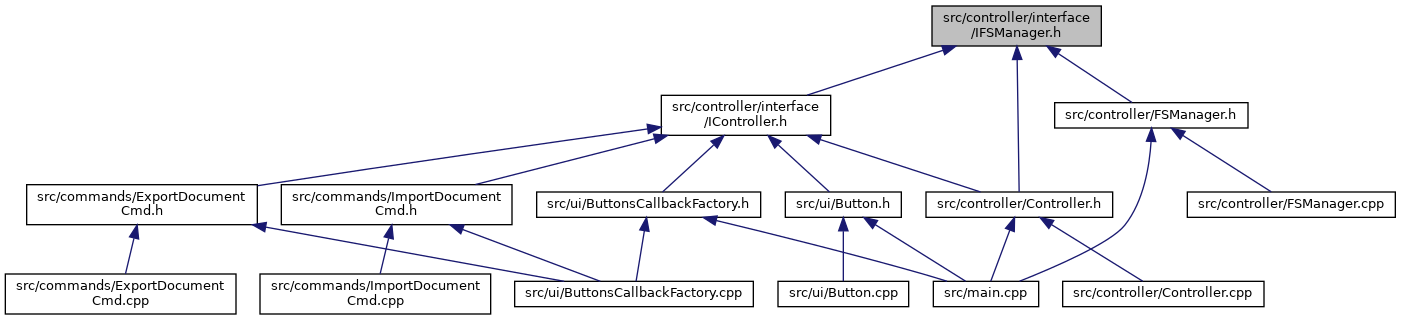 src/controller/interface
/IFSManager.h
src/controller/interface
/IController.h
src/controller/FSManager.h
src/commands/ExportDocument
Cmd.h
src/commands/ImportDocument
Cmd.h
src/ui/ButtonsCallbackFactory.h
src/ui/Button.h
src/controller/Controller.h
src/controller/FSManager.cpp
src/commands/ExportDocument
Cmd.cpp
src/commands/ImportDocument
Cmd.cpp
src/ui/ButtonsCallbackFactory.cpp
src/ui/Button.cpp
src/main.cpp
src/controller/Controller.cpp